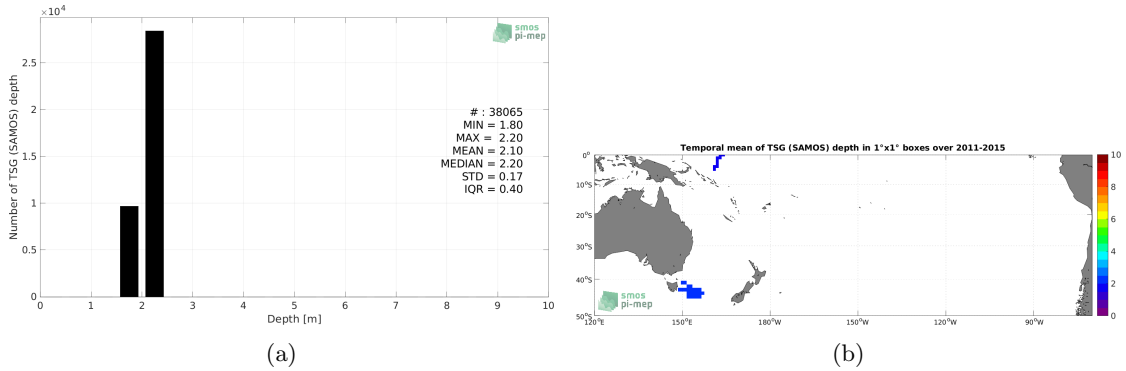 ×10⁴
2.5
2
1.5
1
0.5
0
0 1 2 3 4 5 6 7 8 9 10
Number of TSG (SAMOS) depth
Depth [m]
smos
pi-mep
# : 38065
MIN = 1.80
MAX = 2.20
MEAN = 2.10
MEDIAN = 2.20
STD = 0.17
IQR = 0.40
(a)
Temporal mean of TSG (SAMOS) depth in 1°x1° boxes over 2011-2015
0°
10°S
20°S
30°S
40°S
50°S
120°E 150°E 180°W 150°W 120°W 90°W
smos
pi-mep
10
8
6
4
2
0
(b)